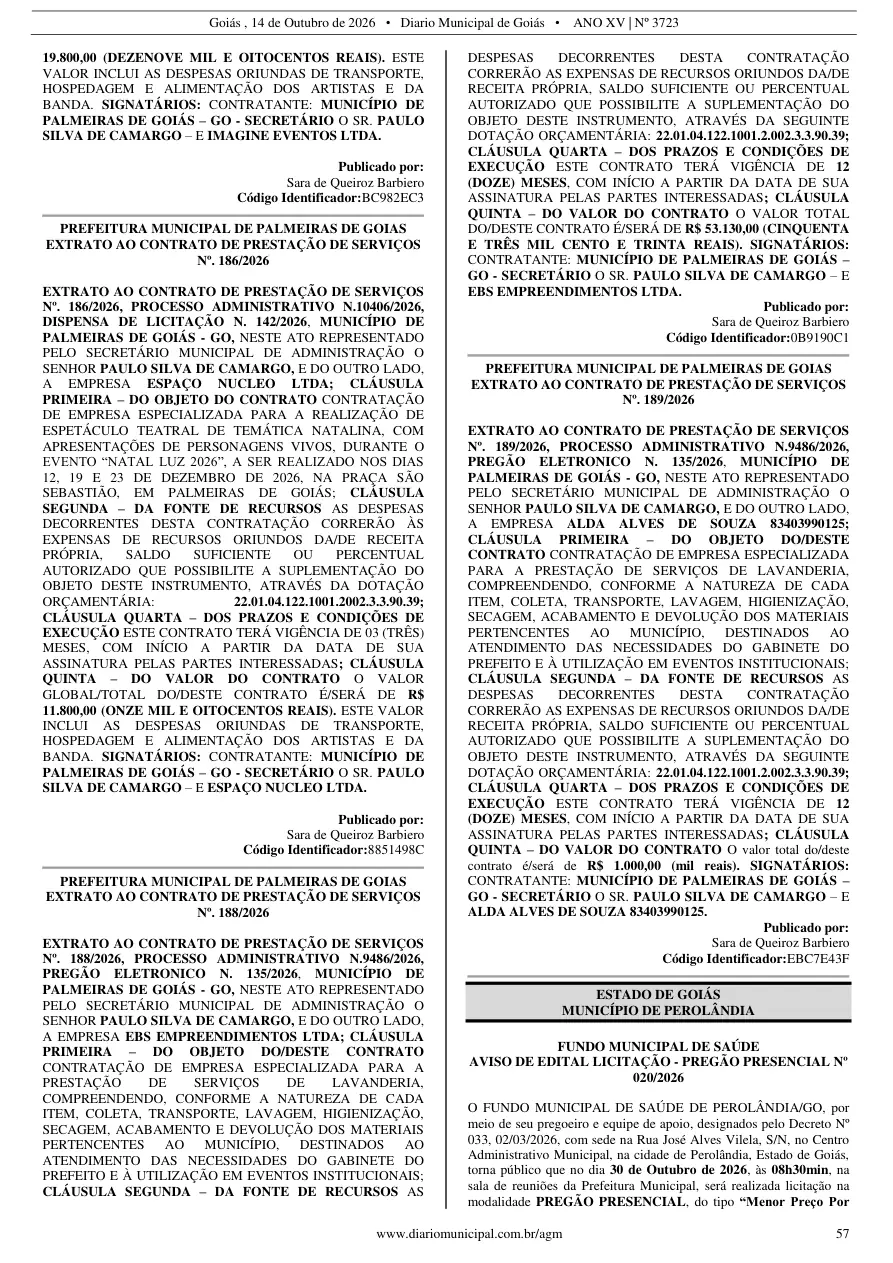 Goiás , 14 de Outubro de 2026 • Diario Municipal de Goiás • ANO XV | Nº 3723
19.800,00 (DEZENOVE MIL E OITOCENTOS REAIS). ESTE
VALOR INCLUI AS DESPESAS ORIUNDAS DE TRANSPORTE,
HOSPEDAGEM E ALIMENTAÇÃO DOS ARTISTAS E DA
BANDA. SIGNATÁRIOS: CONTRATANTE: MUNICÍPIO DE
PALMEIRAS DE GOIÁS – GO - SECRETÁRIO O SR. PAULO
SILVA DE CAMARGO – E IMAGINE EVENTOS LTDA.
Publicado por:
Sara de Queiroz Barbiero
Código Identificador:BC982EC3
PREFEITURA MUNICIPAL DE PALMEIRAS DE GOIAS
EXTRATO AO CONTRATO DE PRESTAÇÃO DE SERVIÇOS
Nº. 186/2026
EXTRATO AO CONTRATO DE PRESTAÇÃO DE SERVIÇOS
Nº. 186/2026, PROCESSO ADMINISTRATIVO N.10406/2026,
DISPENSA DE LICITAÇÃO N. 142/2026, MUNICÍPIO DE
PALMEIRAS DE GOIÁS - GO, NESTE ATO REPRESENTADO
PELO SECRETÁRIO MUNICIPAL DE ADMINISTRAÇÃO O
SENHOR PAULO SILVA DE CAMARGO, E DO OUTRO LADO,
A EMPRESA ESPAÇO NUCLEO LTDA; CLÁUSULA
PRIMEIRA – DO OBJETO DO CONTRATO CONTRATAÇÃO
DE EMPRESA ESPECIALIZADA PARA A REALIZAÇÃO DE
ESPETÁCULO TEATRAL DE TEMÁTICA NATALINA, COM
APRESENTAÇÕES DE PERSONAGENS VIVOS, DURANTE O
EVENTO “NATAL LUZ 2026”, A SER REALIZADO NOS DIAS
12, 19 E 23 DE DEZEMBRO DE 2026, NA PRAÇA SÃO
SEBASTIÃO, EM PALMEIRAS DE GOIÁS; CLÁUSULA
SEGUNDA – DA FONTE DE RECURSOS AS DESPESAS
DECORRENTES DESTA CONTRATAÇÃO CORRERÃO ÀS
EXPENSAS DE RECURSOS ORIUNDOS DA/DE RECEITA
PRÓPRIA, SALDO SUFICIENTE OU PERCENTUAL
AUTORIZADO QUE POSSIBILITE A SUPLEMENTAÇÃO DO
OBJETO DESTE INSTRUMENTO, ATRAVÉS DA DOTAÇÃO
ORÇAMENTÁRIA: 22.01.04.122.1001.2002.3.3.90.39;
CLÁUSULA QUARTA – DOS PRAZOS E CONDIÇÕES DE
EXECUÇÃO ESTE CONTRATO TERÁ VIGÊNCIA DE 03 (TRÊS)
MESES, COM INÍCIO A PARTIR DA DATA DE SUA
ASSINATURA PELAS PARTES INTERESSADAS; CLÁUSULA
QUINTA – DO VALOR DO CONTRATO O VALOR
GLOBAL/TOTAL DO/DESTE CONTRATO É/SERÁ DE R$
11.800,00 (ONZE MIL E OITOCENTOS REAIS). ESTE VALOR
INCLUI AS DESPESAS ORIUNDAS DE TRANSPORTE,
HOSPEDAGEM E ALIMENTAÇÃO DOS ARTISTAS E DA
BANDA. SIGNATÁRIOS: CONTRATANTE: MUNICÍPIO DE
PALMEIRAS DE GOIÁS – GO - SECRETÁRIO O SR. PAULO
SILVA DE CAMARGO – E ESPAÇO NUCLEO LTDA.
Publicado por:
Sara de Queiroz Barbiero
Código Identificador:8851498C
PREFEITURA MUNICIPAL DE PALMEIRAS DE GOIAS
EXTRATO AO CONTRATO DE PRESTAÇÃO DE SERVIÇOS
Nº. 188/2026
EXTRATO AO CONTRATO DE PRESTAÇÃO DE SERVIÇOS
Nº. 188/2026, PROCESSO ADMINISTRATIVO N.9486/2026,
PREGÃO ELETRONICO N. 135/2026, MUNICÍPIO DE
PALMEIRAS DE GOIÁS - GO, NESTE ATO REPRESENTADO
PELO SECRETÁRIO MUNICIPAL DE ADMINISTRAÇÃO O
SENHOR PAULO SILVA DE CAMARGO, E DO OUTRO LADO,
A EMPRESA EBS EMPREENDIMENTOS LTDA; CLÁUSULA
PRIMEIRA – DO OBJETO DO/DESTE CONTRATO
CONTRATAÇÃO DE EMPRESA ESPECIALIZADA PARA A
PRESTAÇÃO DE SERVIÇOS DE LAVANDERIA,
COMPREENDENDO, CONFORME A NATUREZA DE CADA
ITEM, COLETA, TRANSPORTE, LAVAGEM, HIGIENIZAÇÃO,
SECAGEM, ACABAMENTO E DEVOLUÇÃO DOS MATERIAIS
PERTENCENTES AO MUNICÍPIO, DESTINADOS AO
ATENDIMENTO DAS NECESSIDADES DO GABINETE DO
PREFEITO E À UTILIZAÇÃO EM EVENTOS INSTITUCIONAIS;
CLÁUSULA SEGUNDA – DA FONTE DE RECURSOS AS
DESPESAS DECORRENTES DESTA CONTRATAÇÃO
CORRERÃO AS EXPENSAS DE RECURSOS ORIUNDOS DA/DE
RECEITA PRÓPRIA, SALDO SUFICIENTE OU PERCENTUAL
AUTORIZADO QUE POSSIBILITE A SUPLEMENTAÇÃO DO
OBJETO DESTE INSTRUMENTO, ATRAVÉS DA SEGUINTE
DOTAÇÃO ORÇAMENTÁRIA: 22.01.04.122.1001.2.002.3.3.90.39;
CLÁUSULA QUARTA – DOS PRAZOS E CONDIÇÕES DE
EXECUÇÃO ESTE CONTRATO TERÁ VIGÊNCIA DE 12
(DOZE) MESES, COM INÍCIO A PARTIR DA DATA DE SUA
ASSINATURA PELAS PARTES INTERESSADAS; CLÁUSULA
QUINTA – DO VALOR DO CONTRATO O VALOR TOTAL
DO/DESTE CONTRATO É/SERÁ DE R$ 53.130,00 (CINQUENTA
E TRÊS MIL CENTO E TRINTA REAIS). SIGNATÁRIOS:
CONTRATANTE: MUNICÍPIO DE PALMEIRAS DE GOIÁS –
GO - SECRETÁRIO O SR. PAULO SILVA DE CAMARGO – E
EBS EMPREENDIMENTOS LTDA.
Publicado por:
Sara de Queiroz Barbiero
Código Identificador:0B9190C1
PREFEITURA MUNICIPAL DE PALMEIRAS DE GOIAS
EXTRATO AO CONTRATO DE PRESTAÇÃO DE SERVIÇOS
Nº. 189/2026
EXTRATO AO CONTRATO DE PRESTAÇÃO DE SERVIÇOS
Nº. 189/2026, PROCESSO ADMINISTRATIVO N.9486/2026,
PREGÃO ELETRONICO N. 135/2026, MUNICÍPIO DE
PALMEIRAS DE GOIÁS - GO, NESTE ATO REPRESENTADO
PELO SECRETÁRIO MUNICIPAL DE ADMINISTRAÇÃO O
SENHOR PAULO SILVA DE CAMARGO, E DO OUTRO LADO,
A EMPRESA ALDA ALVES DE SOUZA 83403990125;
CLÁUSULA PRIMEIRA – DO OBJETO DO/DESTE
CONTRATO CONTRATAÇÃO DE EMPRESA ESPECIALIZADA
PARA A PRESTAÇÃO DE SERVIÇOS DE LAVANDERIA,
COMPREENDENDO, CONFORME A NATUREZA DE CADA
ITEM, COLETA, TRANSPORTE, LAVAGEM, HIGIENIZAÇÃO,
SECAGEM, ACABAMENTO E DEVOLUÇÃO DOS MATERIAIS
PERTENCENTES AO MUNICÍPIO, DESTINADOS AO
ATENDIMENTO DAS NECESSIDADES DO GABINETE DO
PREFEITO E À UTILIZAÇÃO EM EVENTOS INSTITUCIONAIS;
CLÁUSULA SEGUNDA – DA FONTE DE RECURSOS AS
DESPESAS DECORRENTES DESTA CONTRATAÇÃO
CORRERÃO AS EXPENSAS DE RECURSOS ORIUNDOS DA/DE
RECEITA PRÓPRIA, SALDO SUFICIENTE OU PERCENTUAL
AUTORIZADO QUE POSSIBILITE A SUPLEMENTAÇÃO DO
OBJETO DESTE INSTRUMENTO, ATRAVÉS DA SEGUINTE
DOTAÇÃO ORÇAMENTÁRIA: 22.01.04.122.1001.2.002.3.3.90.39;
CLÁUSULA QUARTA – DOS PRAZOS E CONDIÇÕES DE
EXECUÇÃO ESTE CONTRATO TERÁ VIGÊNCIA DE 12
(DOZE) MESES, COM INÍCIO A PARTIR DA DATA DE SUA
ASSINATURA PELAS PARTES INTERESSADAS; CLÁUSULA
QUINTA – DO VALOR DO CONTRATO O valor total do/deste
contrato é/será de R$ 1.000,00 (mil reais). SIGNATÁRIOS:
CONTRATANTE: MUNICÍPIO DE PALMEIRAS DE GOIÁS –
GO - SECRETÁRIO O SR. PAULO SILVA DE CAMARGO – E
ALDA ALVES DE SOUZA 83403990125.
Publicado por:
Sara de Queiroz Barbiero
Código Identificador:EBC7E43F
ESTADO DE GOIÁS
MUNICÍPIO DE PEROLÂNDIA
FUNDO MUNICIPAL DE SAÚDE
AVISO DE EDITAL LICITAÇÃO - PREGÃO PRESENCIAL Nº
020/2026
O FUNDO MUNICIPAL DE SAÚDE DE PEROLÂNDIA/GO, por
meio de seu pregoeiro e equipe de apoio, designados pelo Decreto Nº
033, 02/03/2026, com sede na Rua José Alves Vilela, S/N, no Centro
Administrativo Municipal, na cidade de Perolândia, Estado de Goiás,
torna público que no dia 30 de Outubro de 2026, às 08h30min, na
sala de reuniões da Prefeitura Municipal, será realizada licitação na
modalidade PREGÃO PRESENCIAL, do tipo “Menor Preço Por
www.diariomunicipal.com.br/agm 57